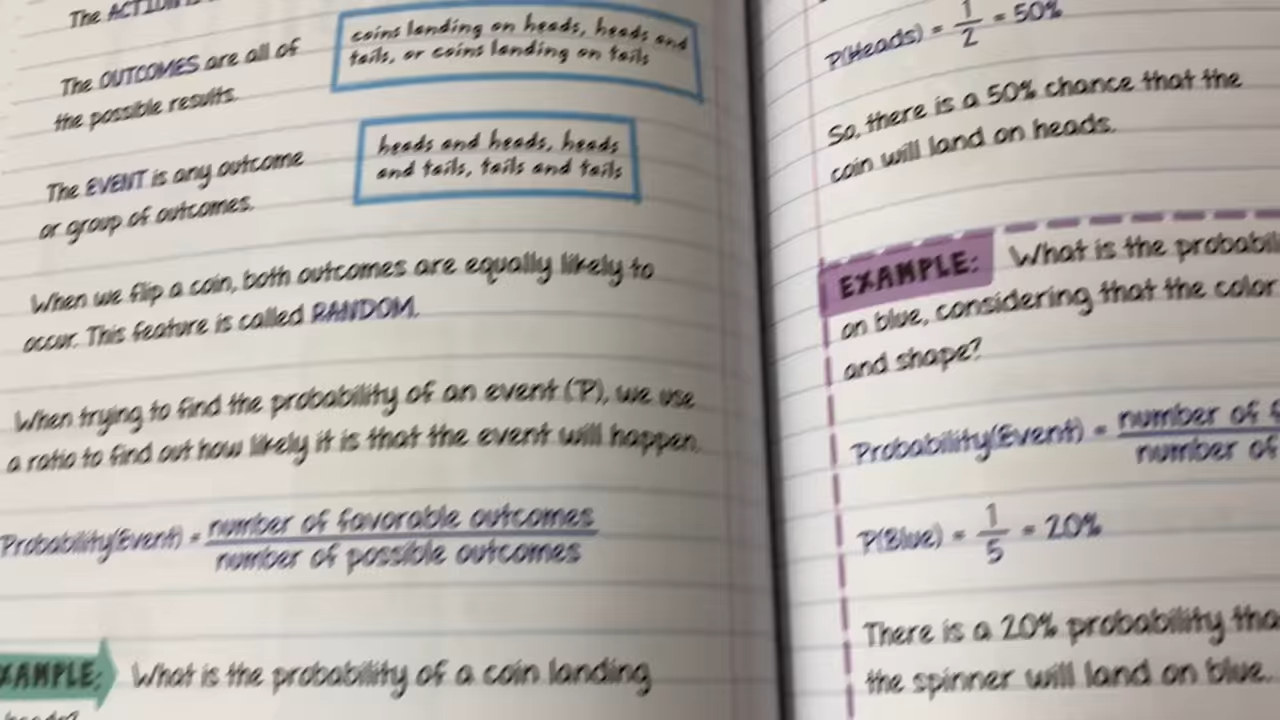 The ACTION
The OUTCOMES are all of
the possible results.
coins landing on heads, heads and
tails, or coins landing on tails
The EVENT is any outcome
or group of outcomes.
heads and heads, heads
and tails, tails and tails
When we flip a coin, both outcomes are equally likely to
occur. This feature is called RANDOM.
When trying to find the probability of an event (P), we use
a ratio to find out how likely it is that the event will happen.
Probability(Event) = number of favorable outcomes
number of possible outcomes
XAMPLE: What is the probability of a coin landing
heads?
P(Heads) = 1/2 = 50%
So, there is a 50% chance that the
coin will land on heads.
EXAMPLE: What is the probabil
on blue, considering that the color
and shape?
Probability(Event) = number of f
number of
P(Blue) = 1/5 = 20%
There is a 20% probability tha
the spinner will land on blue.